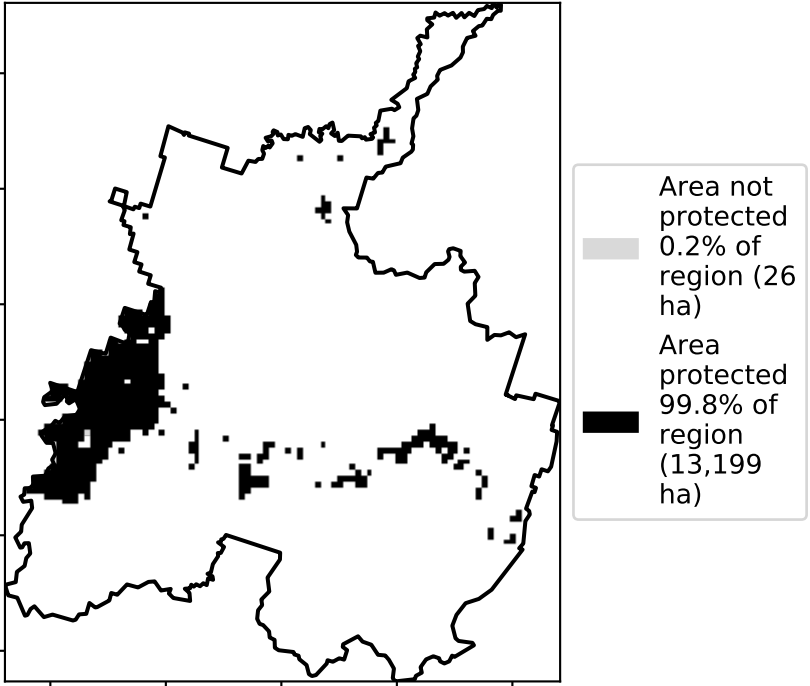 Area not
protected
0.2% of
region (26
ha)
Area
protected
99.8% of
region
(13,199
ha)